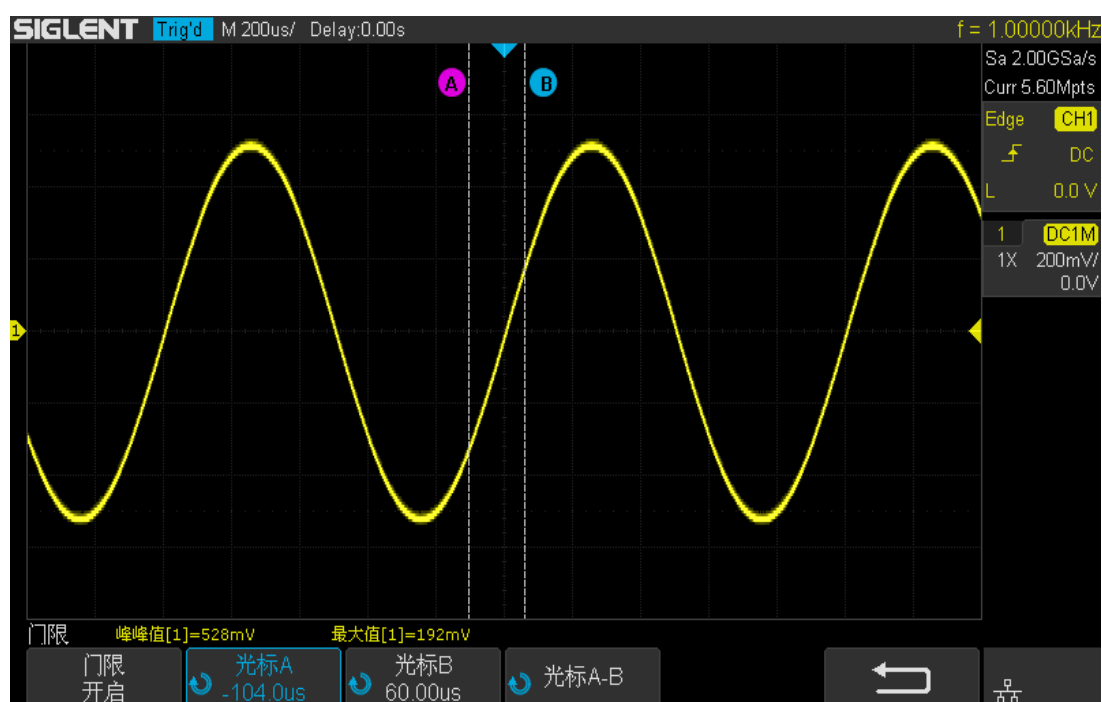 SIGLENT Trig'd M 200us/ Delay:0.00s f = 1.00000kHz
Sa 2.00GSa/s
Curr 5.60Mpts
A B
Edge CH1
DC
L 0.0 V
1 DC1M
1X 200mV/
0.0V
1
门限 峰峰值[1]=528mV 最大值[1]=192mV
门限 开启
光标A -104.0us
光标B 60.00us
光标A-B